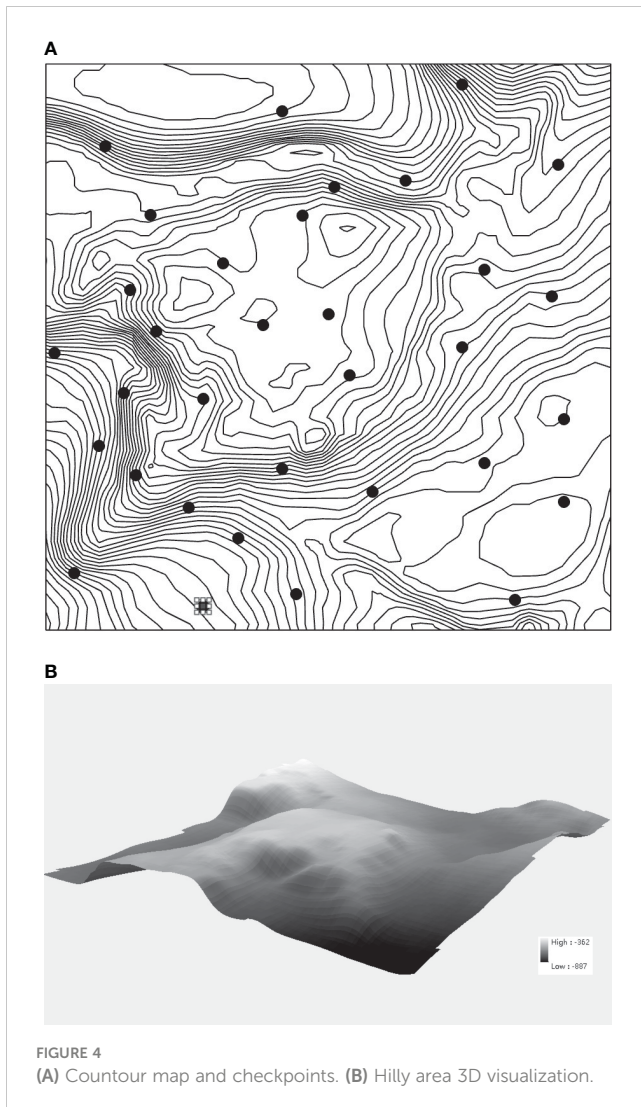 A
B
High : -362
Low : -887
FIGURE 4
(A) Countour map and checkpoints. (B) Hilly area 3D visualization.